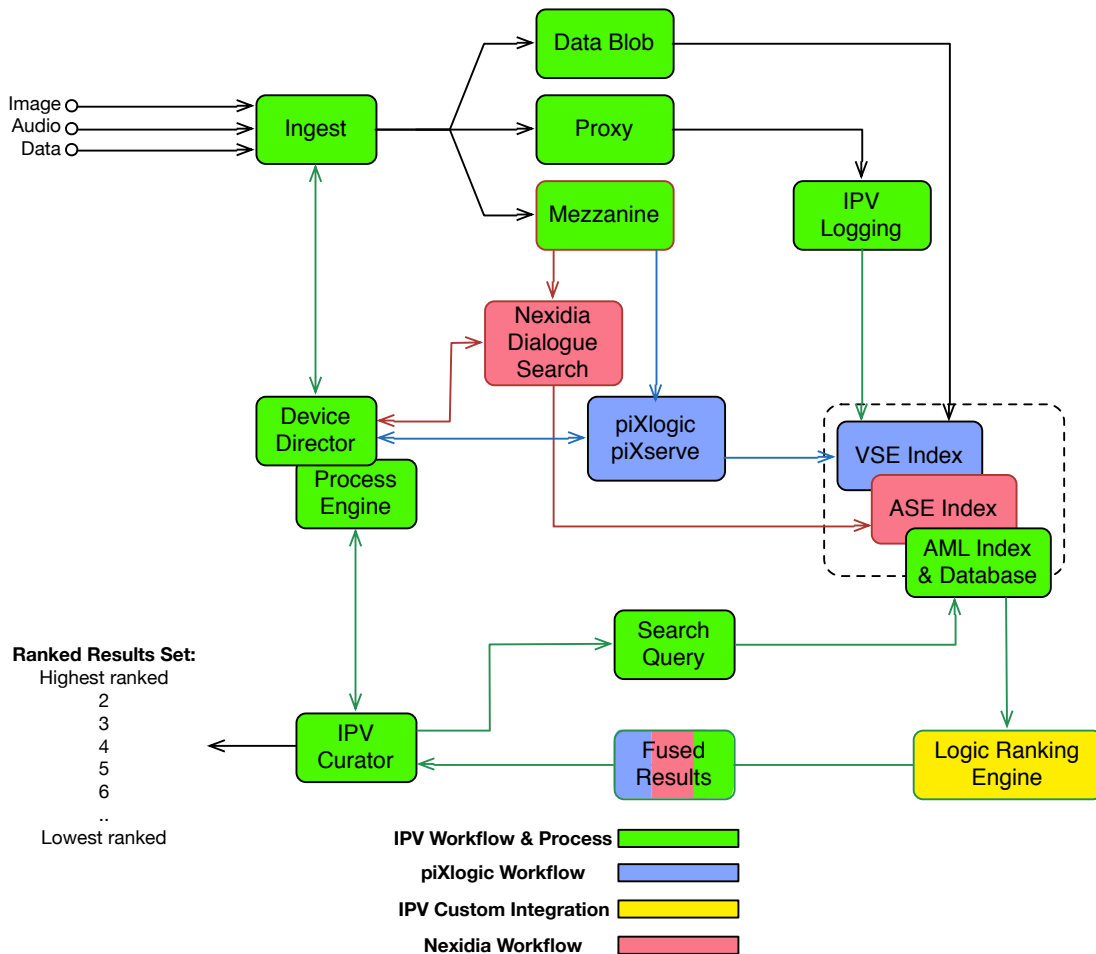 Data Blob
Image
Audio
Data
Ingest
Proxy
Mezzanine
IPV
Logging
Nexidia
Dialogue
Search
Device
Director
piXlogic
piXserve
VSE Index
Process
Engine
ASE Index
AML Index
& Database
Search
Query
Ranked Results Set:
Highest ranked
2
3
4
5
6
..
Lowest ranked
IPV
Curator
Fused
Results
Logic Ranking
Engine
IPV Workflow & Process
piXlogic Workflow
IPV Custom Integration
Nexidia Workflow